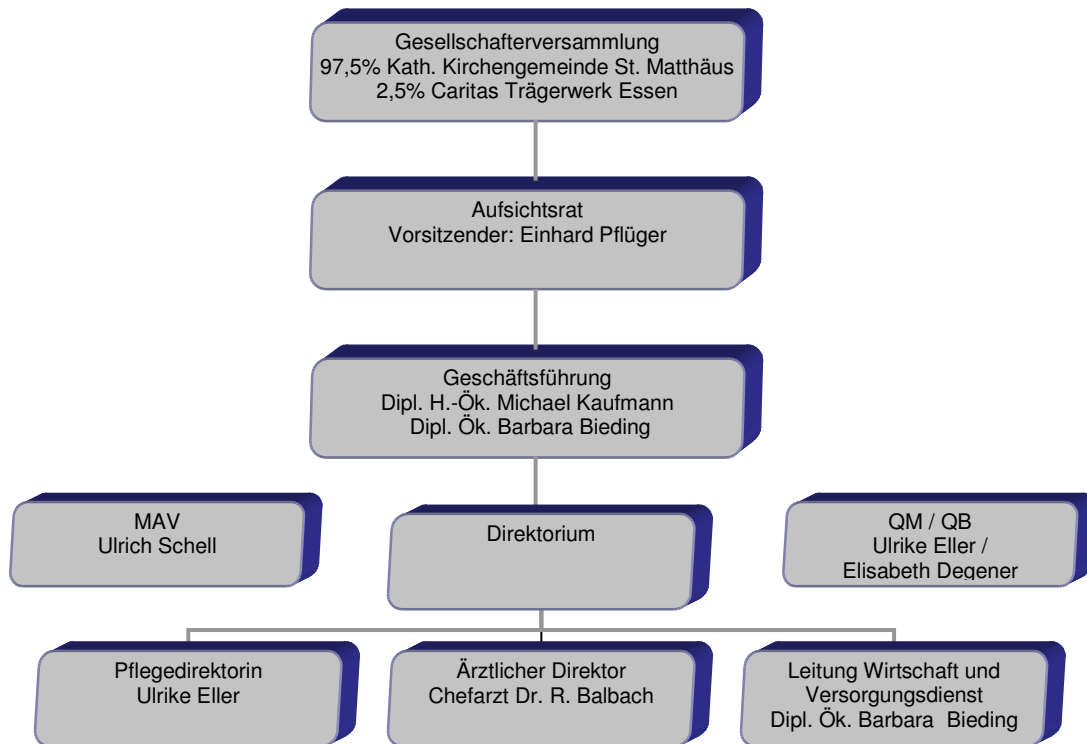 Gesellschafterversammlung
97,5% Kath. Kirchengemeinde St. Matthäus
2,5% Caritas Trägerwerk Essen
Aufsichtsrat
Vorsitzender: Einhard Pflüger
Geschäftsführung
Dipl. H.-Ök. Michael Kaufmann
Dipl. Ök. Barbara Bieding
MAV
Ulrich Schell
Direktorium
QM / QB
Ulrike Eller /
Elisabeth Degener
Pflegedirektorin
Ulrike Eller
Ärztlicher Direktor
Chefarzt Dr. R. Balbach
Leitung Wirtschaft und
Versorgungsdienst
Dipl. Ök. Barbara  Bieding